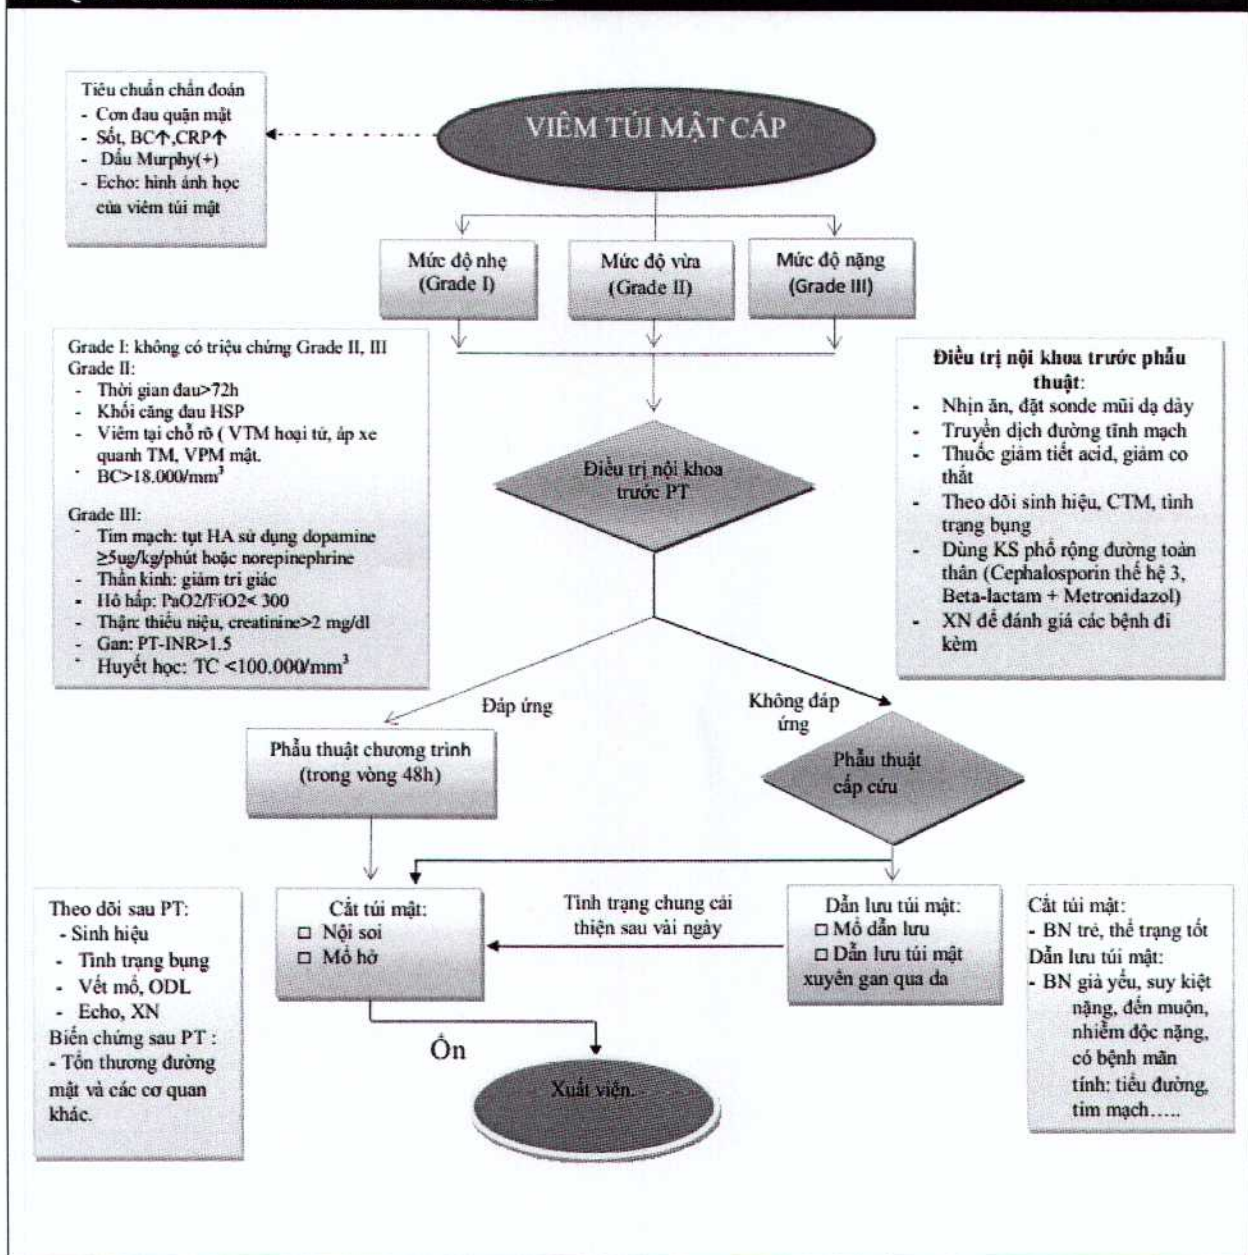 Tiêu chuẩn chẩn đoán
- Cơn đau quặn mật
- Sốt, BC↑,CRP↑
- Dấu Murphy(+)
- Echo: hình ảnh học
của viêm túi mật
VIÊM TÚI MẬT CẤP
Mức độ nhẹ
(Grade I)
Mức độ vừa
(Grade II)
Mức độ nặng
(Grade III)
Grade I: không có triệu chứng Grade II, III
Grade II:
- Thời gian đau>72h
- Khối căng đau HSP
- Viêm tại chỗ rõ ( VTM hoại tử, áp xe
quanh TM, VPM mật.
- BC>18.000/mm³
Grade III:
- Tim mạch: tụt HA sử dụng dopamine
≥5ug/kg/phút hoặc norepinephrine
- Thần kinh: giảm tri giác
- Hô hấp: PaO2/FiO2< 300
- Thận: thiểu niệu, creatinine>2 mg/dl
- Gan: PT-INR>1.5
- Huyết học: TC <100.000/mm³
Điều trị nội khoa
trước PT
Điều trị nội khoa trước phẫu
thuật:
- Nhịn ăn, đặt sonde mũi dạ dày
- Truyền dịch đường tĩnh mạch
- Thuốc giảm tiết acid, giảm co
thắt
- Theo dõi sinh hiệu, CTM, tình
trạng bụng
- Dùng KS phổ rộng đường toàn
thân (Cephalosporin thế hệ 3,
Beta-lactam + Metronidazol)
- XN để đánh giá các bệnh đi
kèm
Đáp ứng
Không đáp
ứng
Phẫu thuật chương trình
(trong vòng 48h)
Phẫu thuật
cấp cứu
Theo dõi sau PT:
- Sinh hiệu
- Tình trạng bụng
- Vết mổ, ODL
- Echo, XN
Biến chứng sau PT :
- Tổn thương đường
mật và các cơ quan
khác.
Cắt túi mật:
□ Nội soi
□ Mổ hở
Tình trạng chung cải
thiện sau vài ngày
Dẫn lưu túi mật:
□ Mở dẫn lưu
□ Dẫn lưu túi mật
xuyên gan qua da
Cắt túi mật:
- BN trẻ, thể trạng tốt
Dẫn lưu túi mật:
- BN già yếu, suy kiệt
nặng, đến muộn,
nhiễm độc nặng,
có bệnh mãn
tính: tiểu đường,
tim mạch…..
Ổn
Xuất viện.